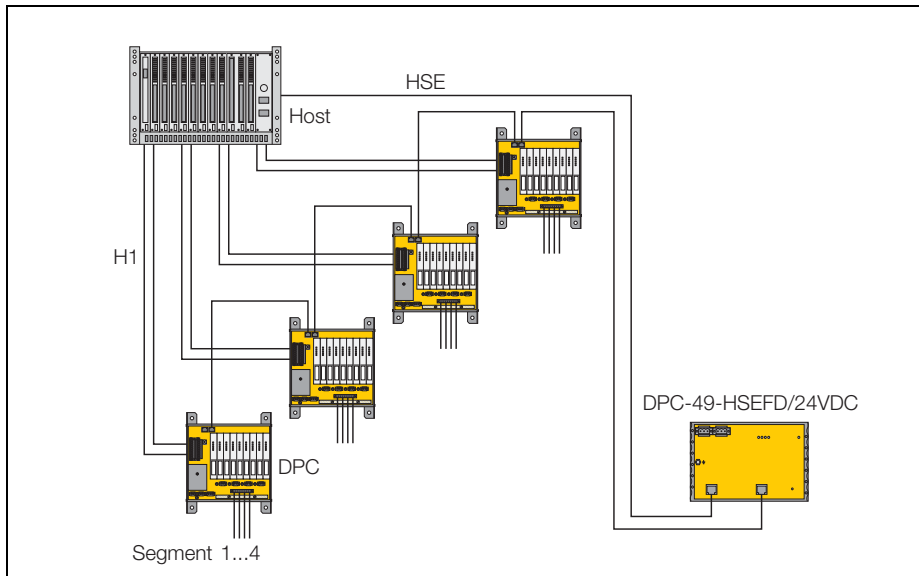 HSE
Host
H1
DPC-49-HSEFD/24VDC
DPC
Segment 1...4